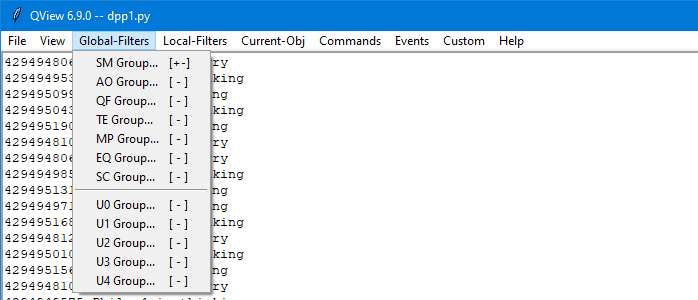 QView 6.9.0 -- dpp1.py
File View Global-Filters Local-Filters Current-Obj Commands Events Custom Help
429494806 SM Group... [+-] ry
429494953 AO Group... [ - ] king
429495099 QF Group... [ - ] ng
429495043 TE Group... [ - ] king
429495190 MP Group... [ - ] ng
429494810 EQ Group... [ - ] ry
429494806 SC Group... [ - ] ry
429494985 king
429495131 U0 Group... [ - ] ng
429494971 U1 Group... [ - ] ng
429495168 U2 Group... [ - ] king
429494812 U3 Group... [ - ] ry
429495010 U4 Group... [ - ] king
429495156 ng
429494810 ry